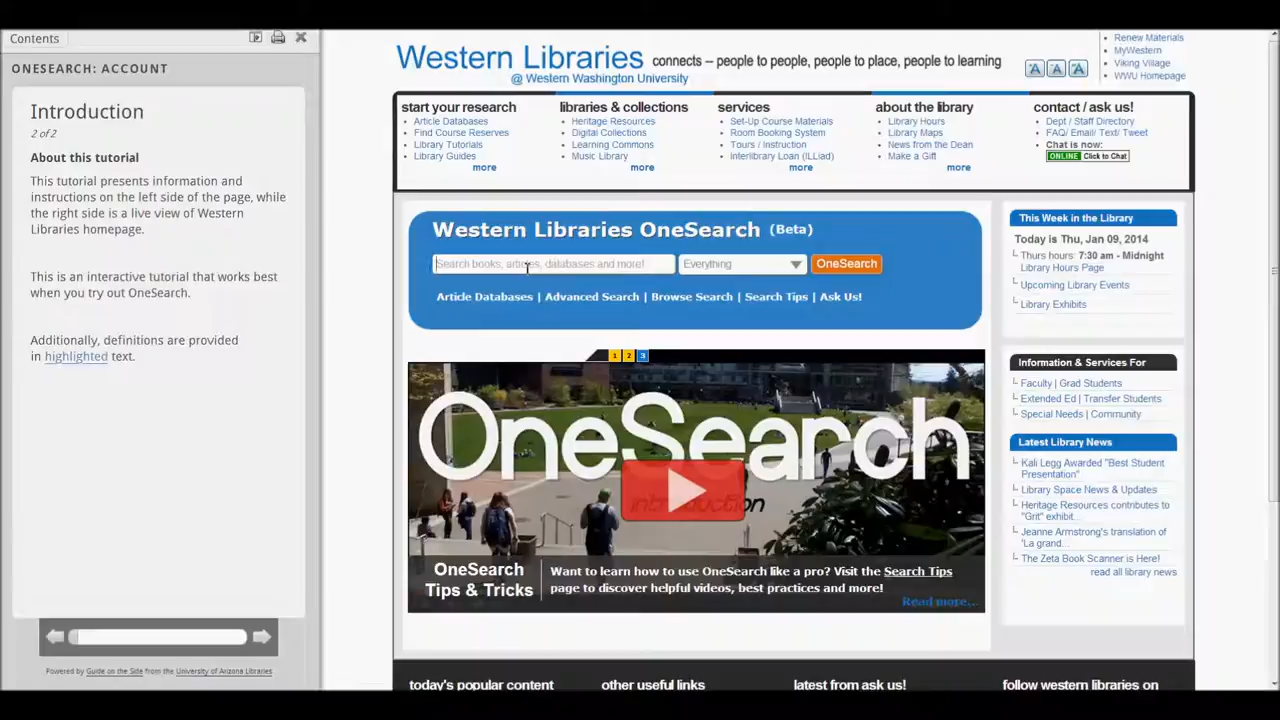 Contents
ONESEARCH: ACCOUNT
Introduction
2 of 2
About this tutorial
This tutorial presents information and
instructions on the left side of the page, while
the right side is a live view of Western
Libraries homepage.
This is an interactive tutorial that works best
when you try out OneSearch.
Additionally, definitions are provided
in highlighted text.
Powered by Guide on the Side from the University of Arizona Libraries
Western Libraries connects -- people to people, people to place, people to learning
@ Western Washington University
A A A
Renew Materials
MyWestern
Viking Village
WWU Homepage
start your research
Article Databases
Find Course Reserves
Library Tutorials
Library Guides
more
libraries & collections
Heritage Resources
Digital Collections
Learning Commons
Music Library
more
services
Set-Up Course Materials
Room Booking System
Tours / Instruction
Interlibrary Loan (ILLiad)
more
about the library
Library Hours
Library Maps
News from the Dean
Make a Gift
more
contact / ask us!
Dept / Staff Directory
FAQ/ Email/ Text/ Tweet
Chat is now:
ONLINE Click to Chat
Western Libraries OneSearch (Beta)
Search books, articles, databases and more! Everything OneSearch
Article Databases | Advanced Search | Browse Search | Search Tips | Ask Us!
1 2 3
OneSearch
introduction
OneSearch
Tips & Tricks
Want to learn how to use OneSearch like a pro? Visit the Search Tips
page to discover helpful videos, best practices and more!
Read more...
This Week in the Library
Today is Thu, Jan 09, 2014
Thurs hours: 7:30 am - Midnight
Library Hours Page
Upcoming Library Events
Library Exhibits
Information & Services For
Faculty | Grad Students
Extended Ed | Transfer Students
Special Needs | Community
Latest Library News
Kali Legg Awarded "Best Student
Presentation"
Library Space News & Updates
Heritage Resources contributes to
"Grit" exhibit...
Jeanne Armstrong's translation of
'La grand...
The Zeta Book Scanner is Here!
read all library news
today's popular content
other useful links
latest from ask us!
follow western libraries on